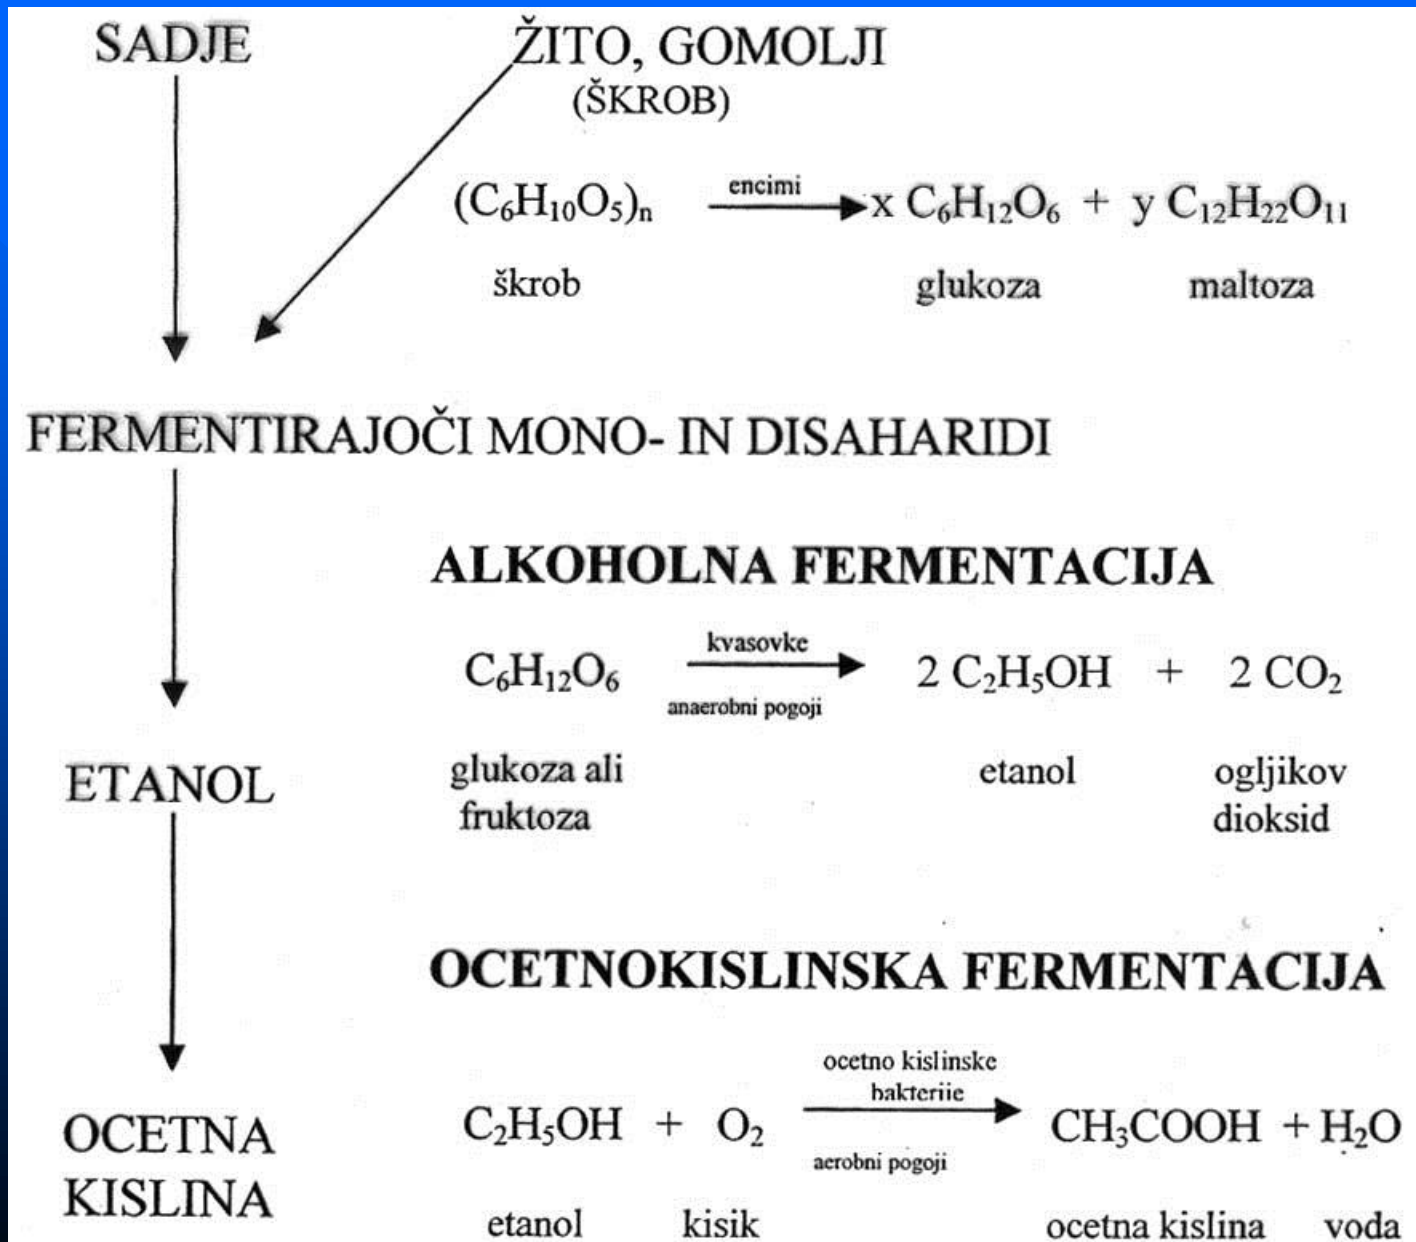 SADJE
ŽITO, GOMOLJI
(ŠKROB)
encimi
(C₆H₁₀O₅)ₙ x C₆H₁₂O₆ + y C₁₂H₂₂O₁₁
škrob glukoza maltoza
FERMENTIRAJOČI MONO- IN DISAHARIDI
ALKOHOLNA FERMENTACIJA
kvasovke
C₆H₁₂O₆ 2 C₂H₅OH + 2 CO₂
anaerobni pogoji
ETANOL
glukoza ali etanol ogljikov
fruktoza dioksid
OCETNOKISLINSKA FERMENTACIJA
ocetno kislinske
bakterije
C₂H₅OH + O₂ CH₃COOH + H₂O
aerobni pogoji
OCETNA
KISLINA
etanol kisik ocetna kislina voda